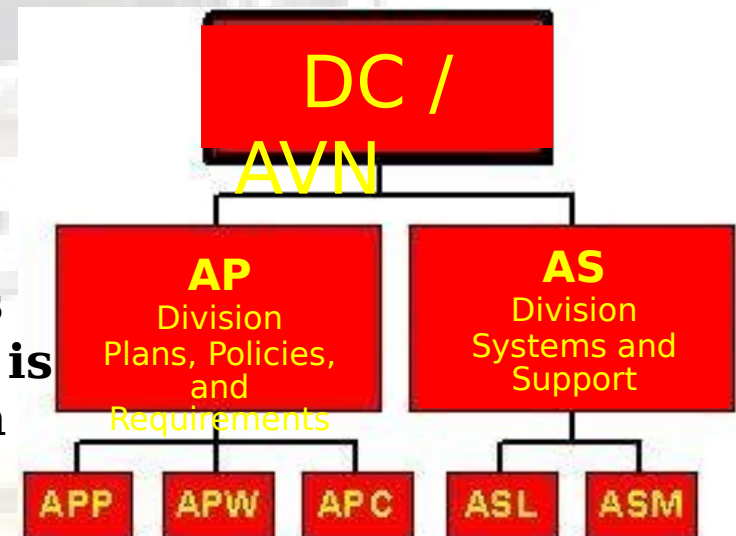 DC /
AVN
AP
Division
Plans, Policies,
and
Requirements
AS
Division
Systems and
Support
is
APP
APW
APC
ASL
ASM